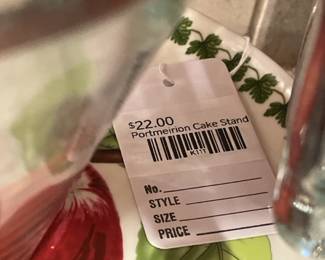 $22.00
Portmeirion Cake Stand
No.
STYLE
SIZE
PRICE